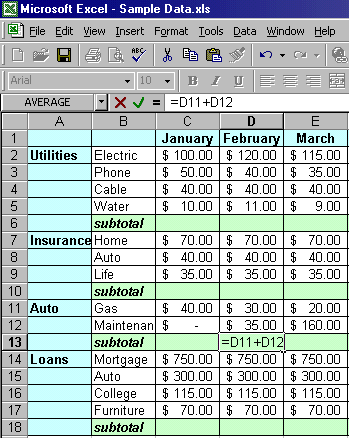 Microsoft Excel - Sample Data.xls
File Edit View Insert Format Tools Data Window Help
Arial 10 B I U
AVERAGE =D11+D12
A B C D E
1 January February March
2 Utilities Electric $ 100.00 $ 120.00 $ 115.00
3 Phone $ 50.00 $ 40.00 $ 35.00
4 Cable $ 40.00 $ 40.00 $ 40.00
5 Water $ 10.00 $ 11.00 $ 9.00
6 subtotal
7 Insurance Home $ 70.00 $ 70.00 $ 70.00
8 Auto $ 40.00 $ 40.00 $ 40.00
9 Life $ 35.00 $ 35.00 $ 35.00
10 subtotal
11 Auto Gas $ 40.00 $ 30.00 $ 20.00
12 Maintenan $ - $ 35.00 $ 160.00
13 subtotal =D11+D12
14 Loans Mortgage $ 750.00 $ 750.00 $ 750.00
15 Auto $ 300.00 $ 300.00 $ 300.00
16 College $ 115.00 $ 115.00 $ 115.00
17 Furniture $ 70.00 $ 70.00 $ 70.00
18 subtotal